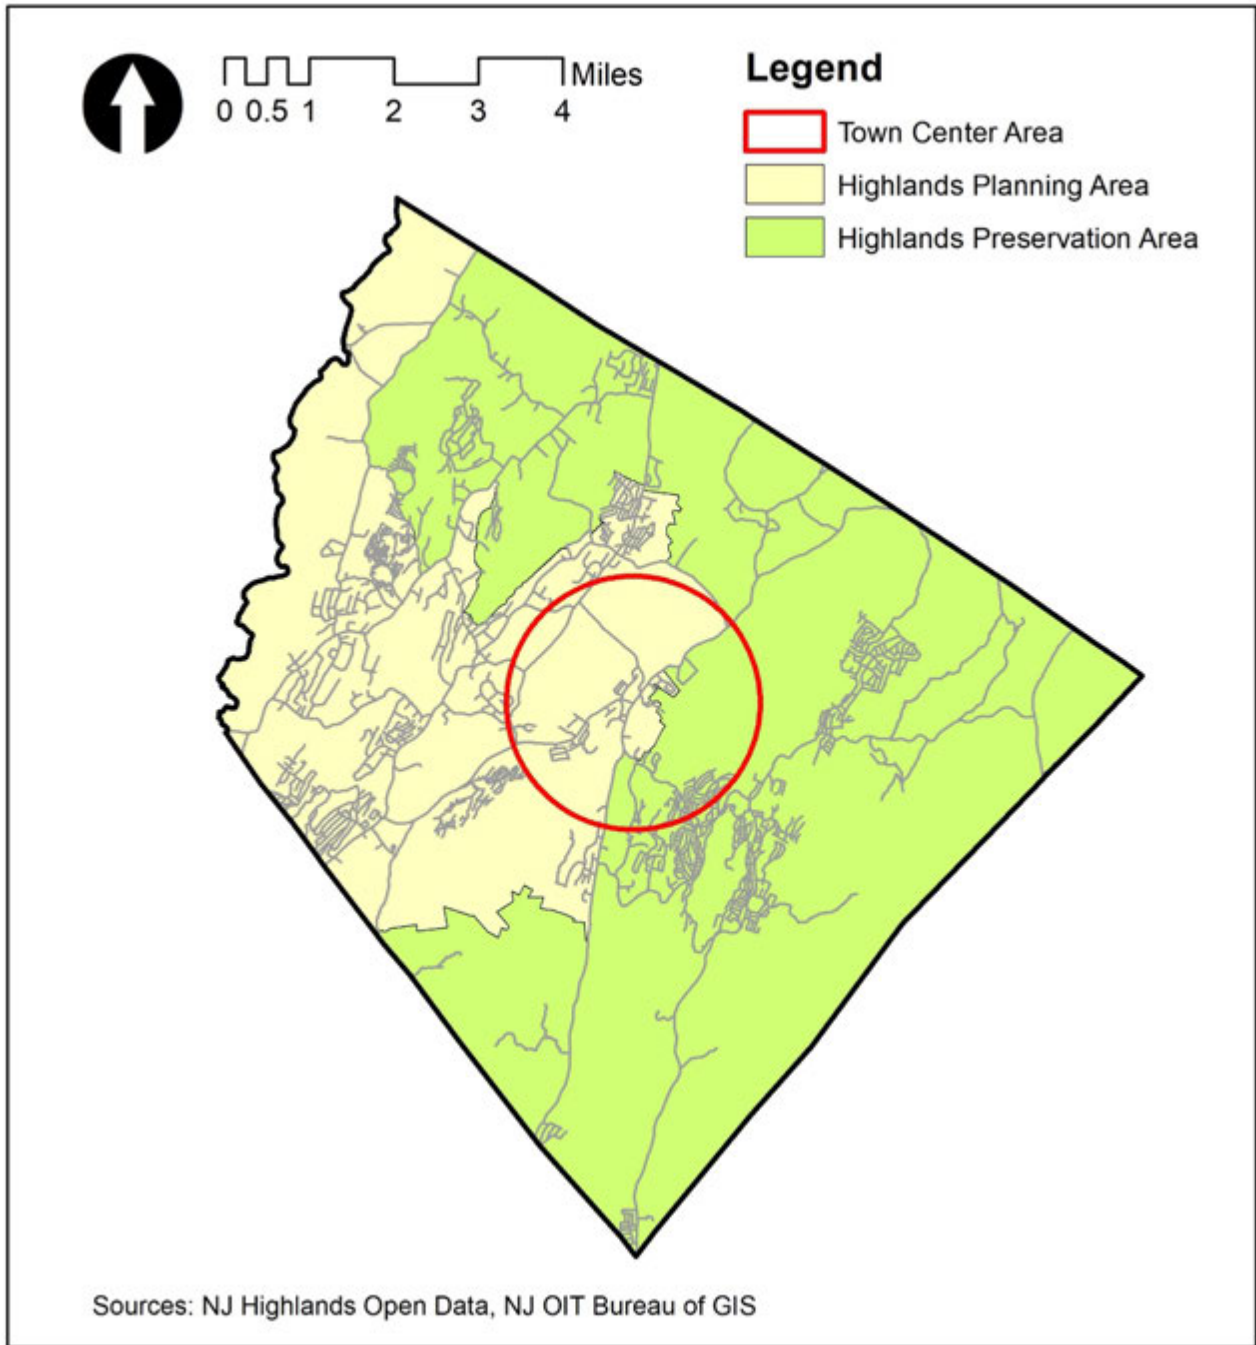 Miles
0 0.5 1 2 3 4
Legend
Town Center Area
Highlands Planning Area
Highlands Preservation Area
Sources: NJ Highlands Open Data, NJ OIT Bureau of GIS